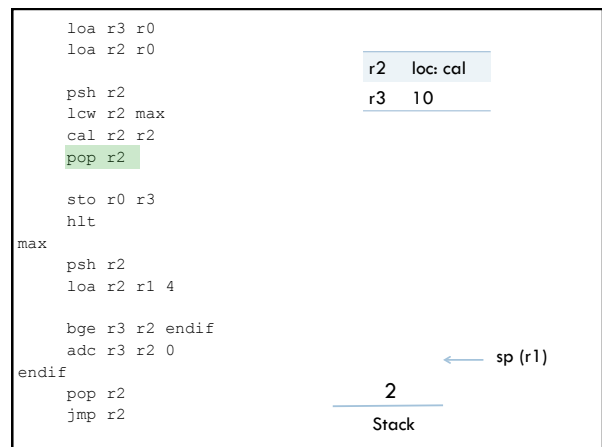 loa r3 r0
loa r2 r0
psh r2
lcw r2 max
cal r2 r2
pop r2
sto r0 r3
hlt
max
psh r2
loa r2 r1 4
bge r3 r2 endif
adc r3 r2 0
endif
pop r2
jmp r2
r2 loc: cal
r3 10
sp (r1)
2
Stack